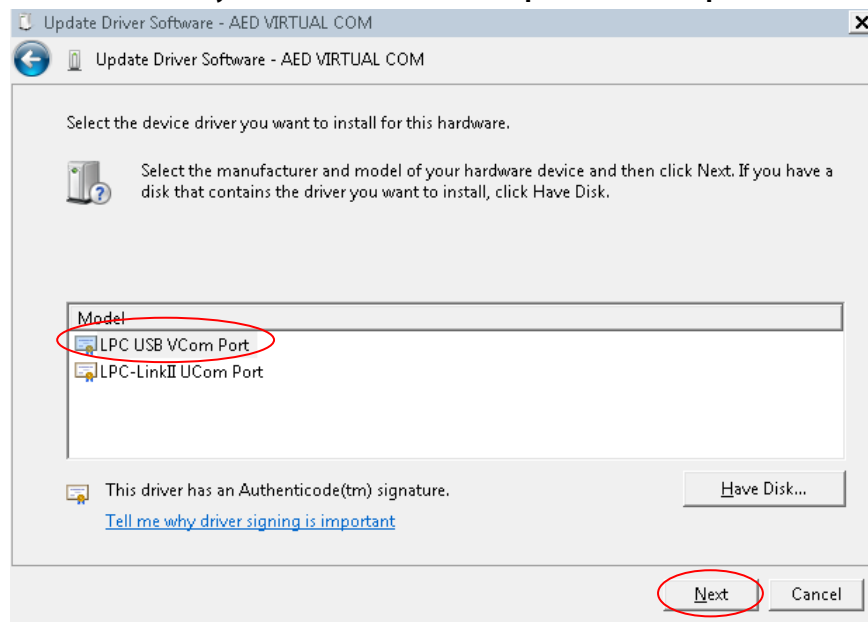 Update Driver Software - AED VIRTUAL COM
Update Driver Software - AED VIRTUAL COM
Select the device driver you want to install for this hardware.
Select the manufacturer and model of your hardware device and then click Next. If you have a
disk that contains the driver you want to install, click Have Disk.
Model
LPC USB VCom Port
LPC-LinkII UCom Port
This driver has an Authenticode(tm) signature.
Have Disk...
Tell me why driver signing is important
Next
Cancel